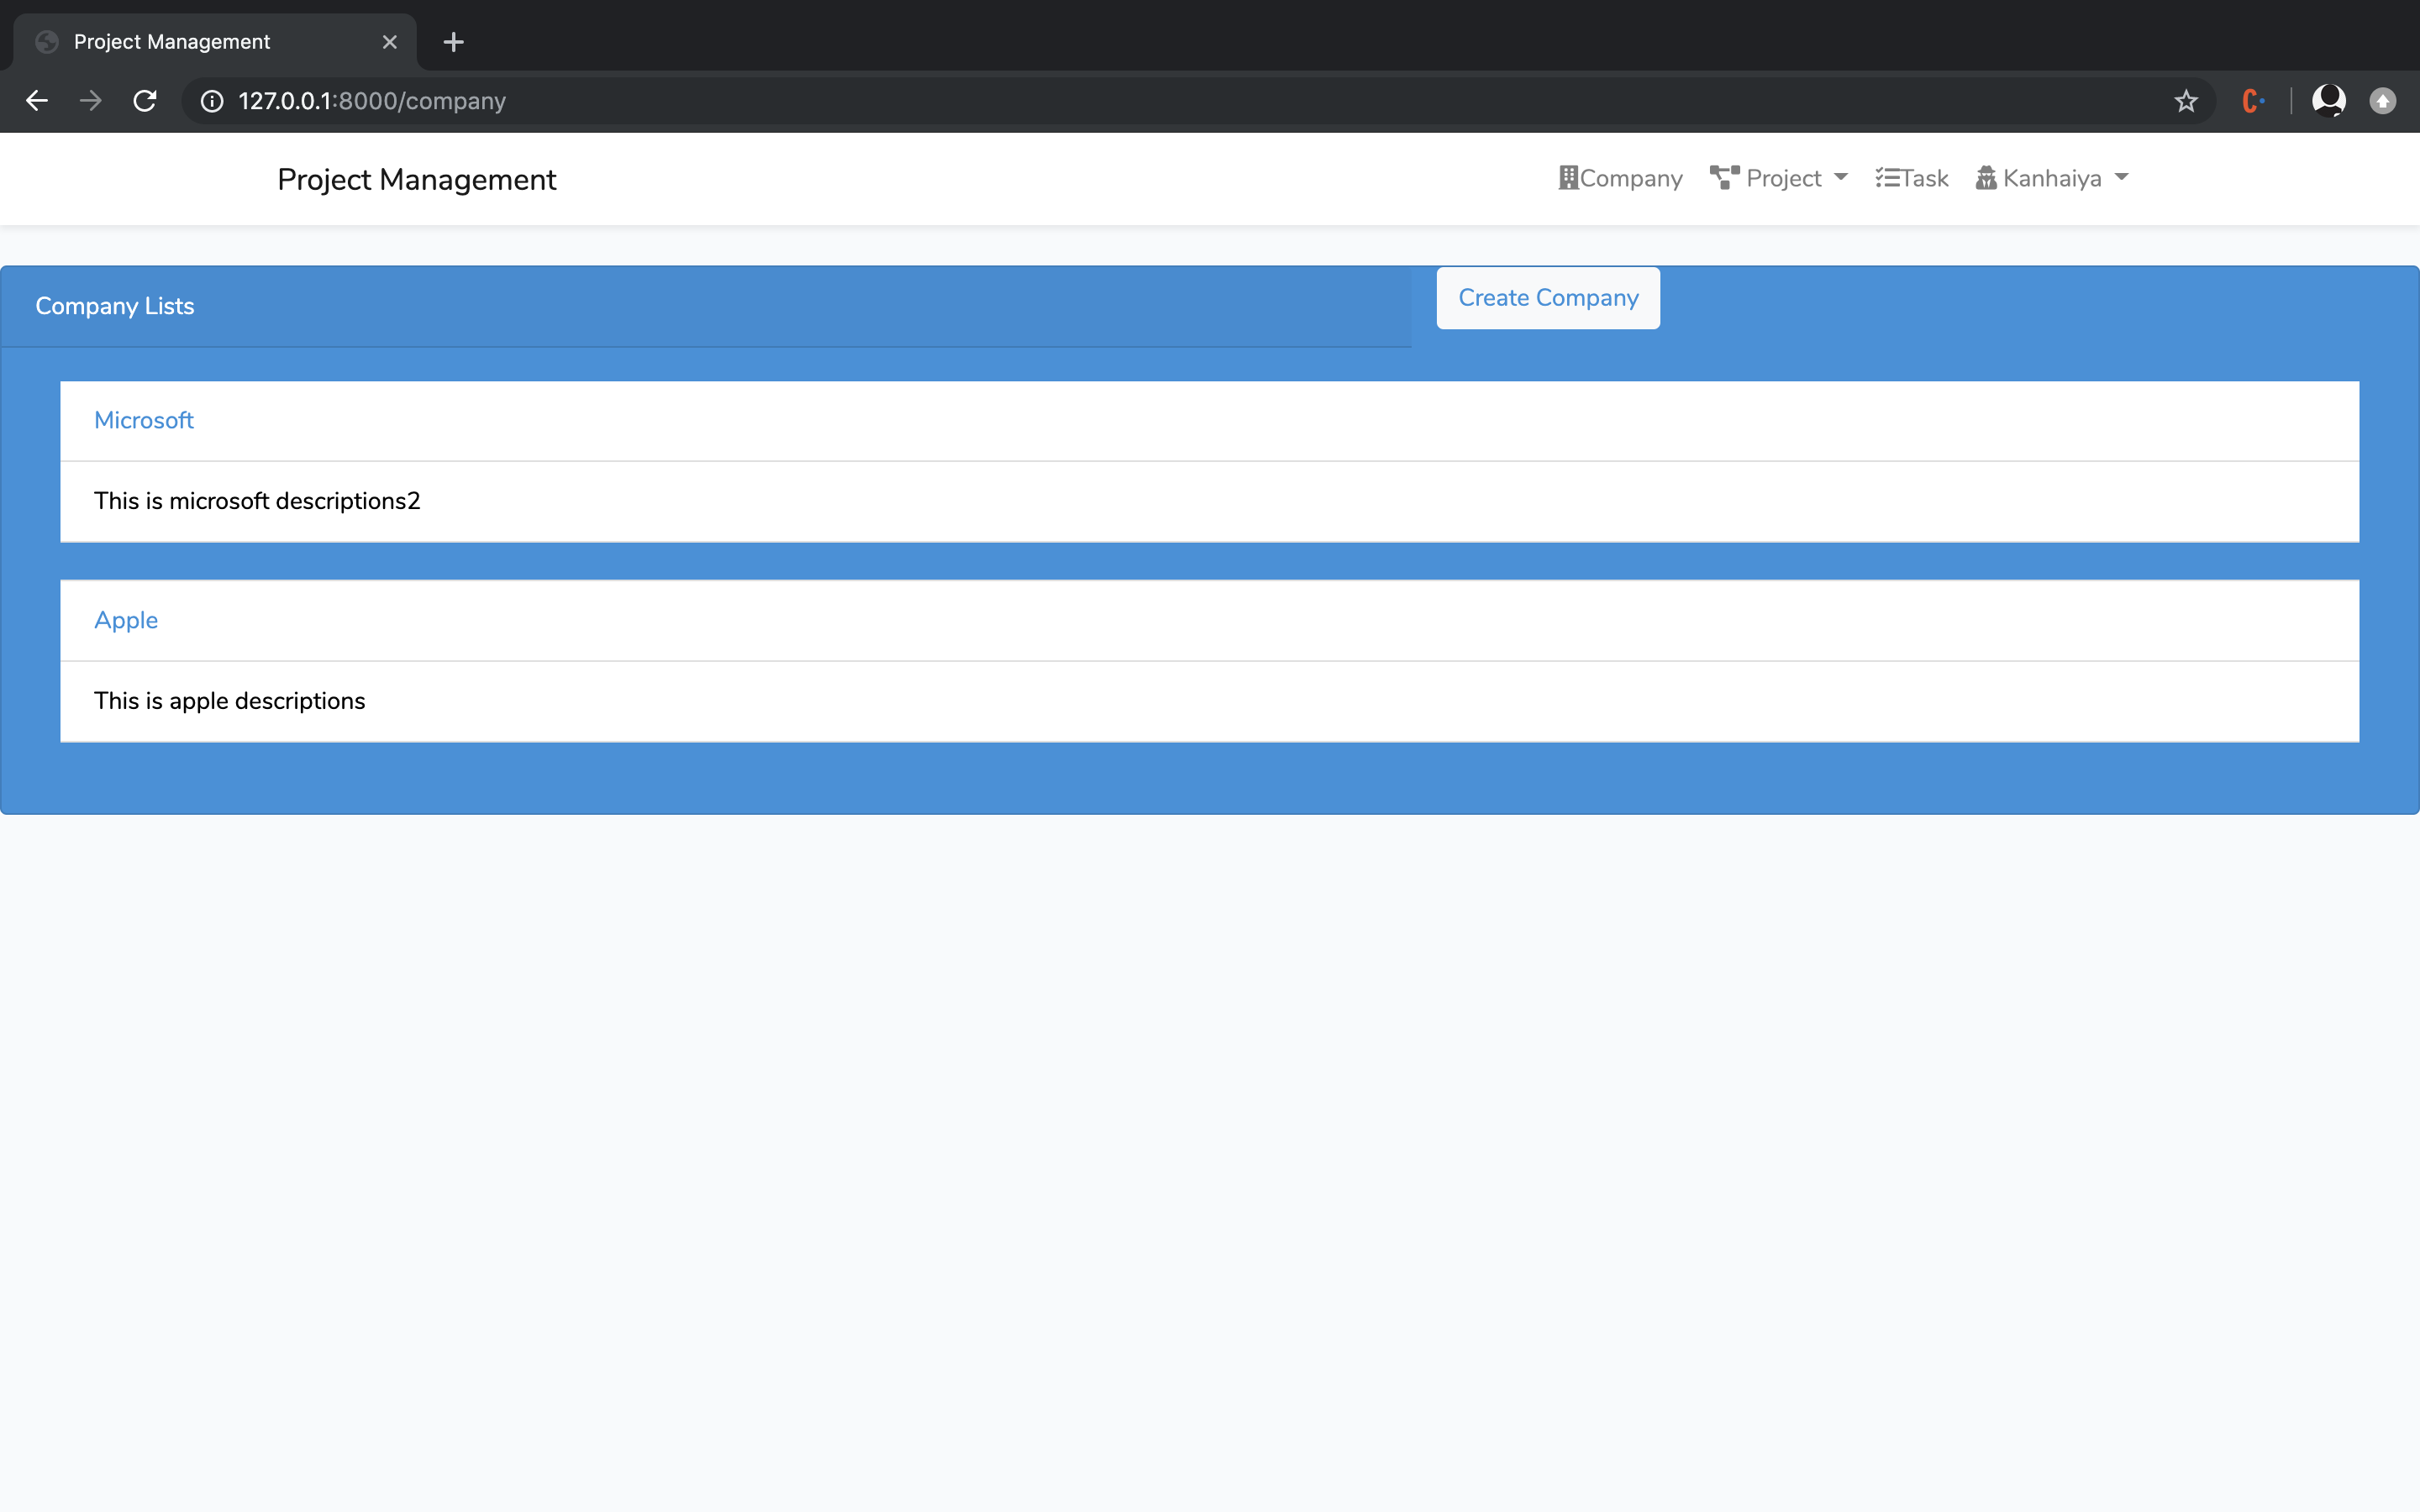 Project Management
127.0.0.1:8000/company
Project Management
Company Project Task Kanhaiya
Company Lists
Create Company
Microsoft
This is microsoft descriptions2
Apple
This is apple descriptions